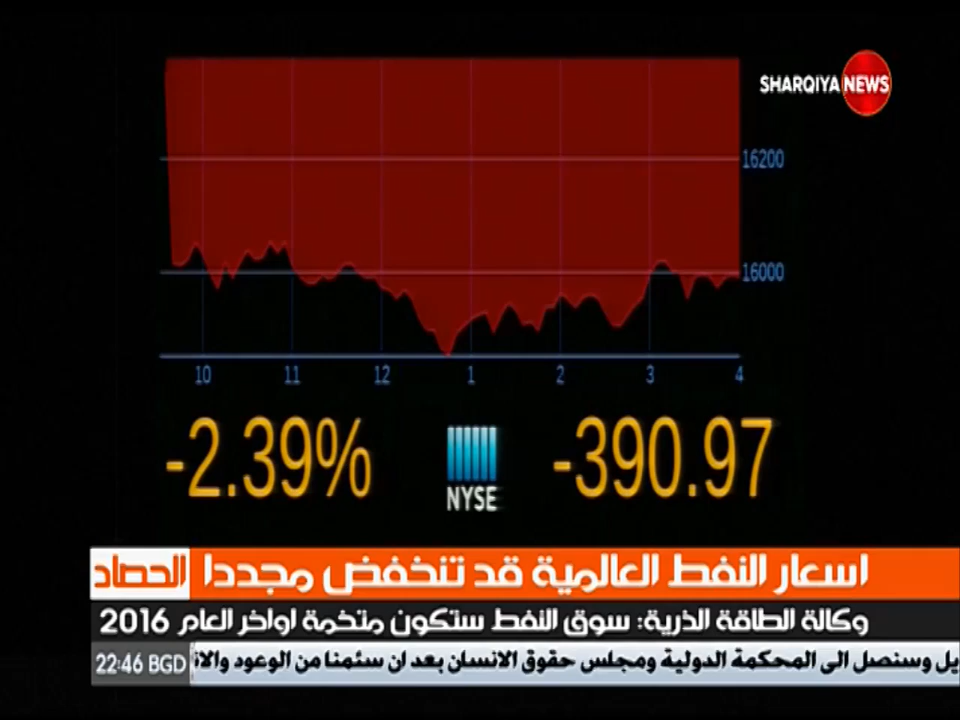 SHARQIYA NEWS
16200
16000
10 11 12 1 2 3 4
-2.39% NYSE -390.97
الحصاد اسعار النفط العالمية قد تنخفض مجددا
وكالة الطاقة الذرية: سوق النفط ستكون متخمة اواخر العام 2016
22:46 BGD يل وسنصل الى المحكمة الدولية ومجلس حقوق الانسان بعد ان سئمنا من الوعود والا